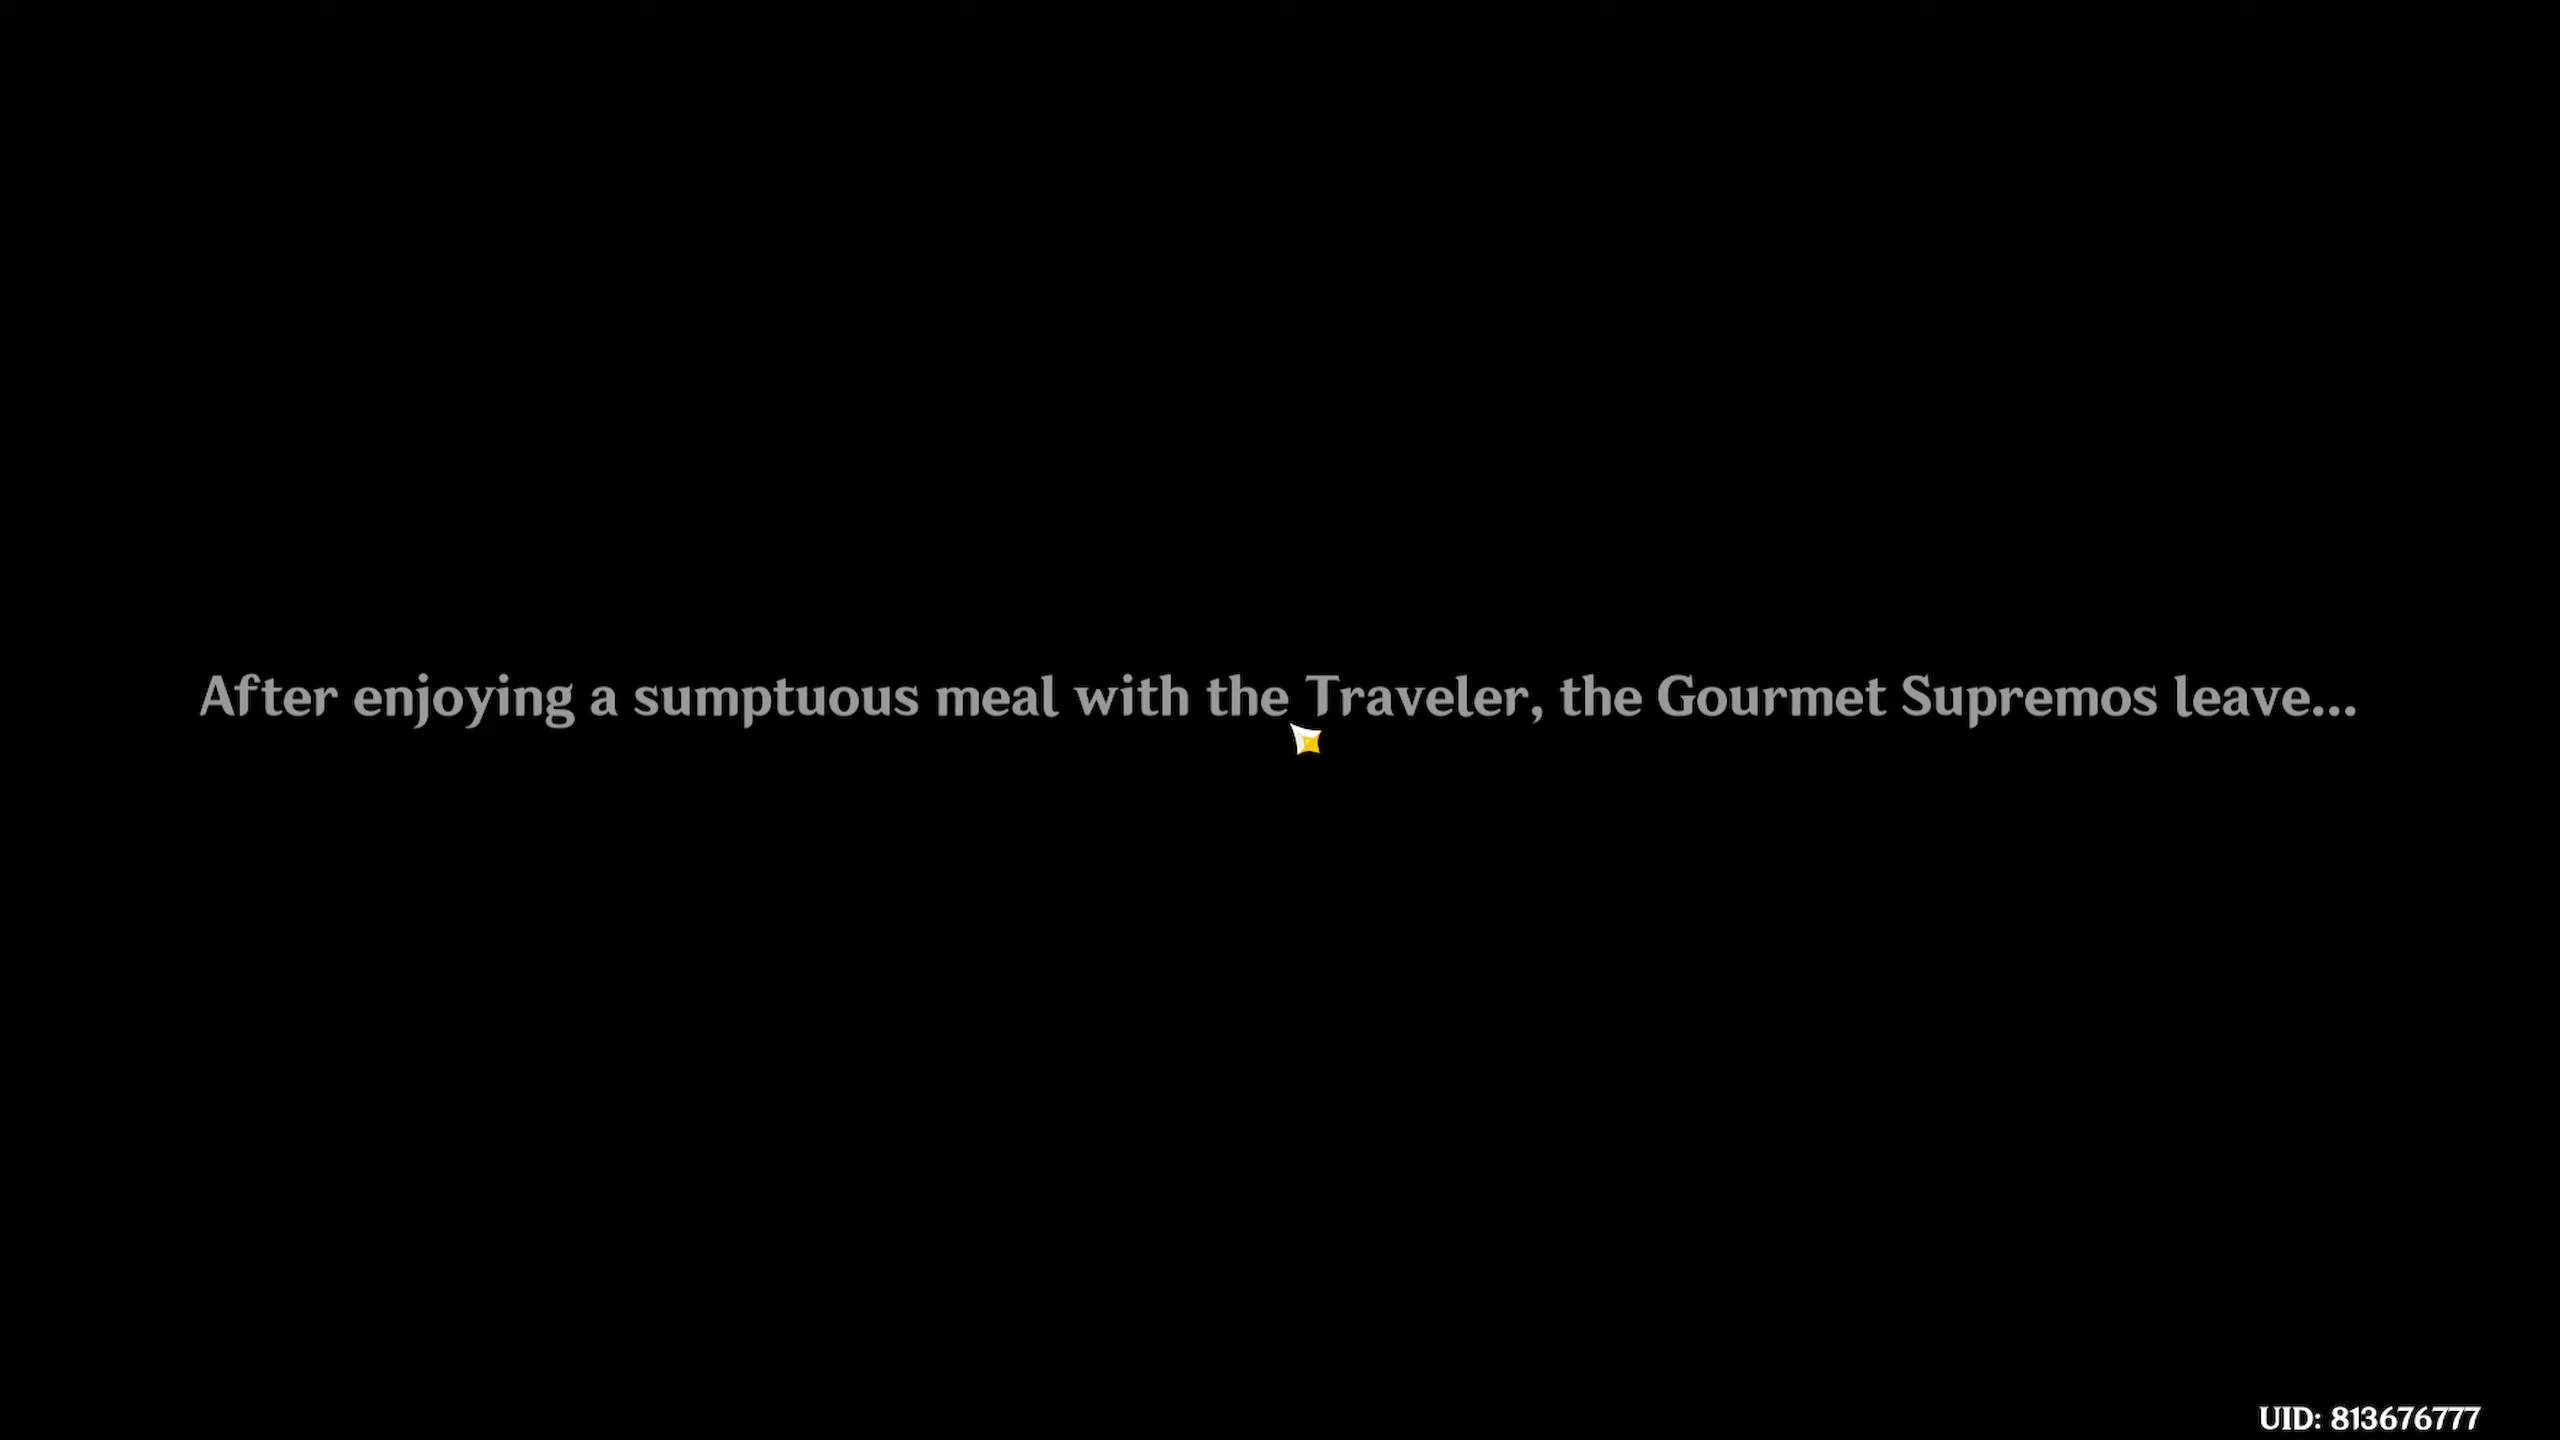 After enjoying a sumptuous meal with the Traveler, the Gourmet Supremos leave...
UID: 813676777